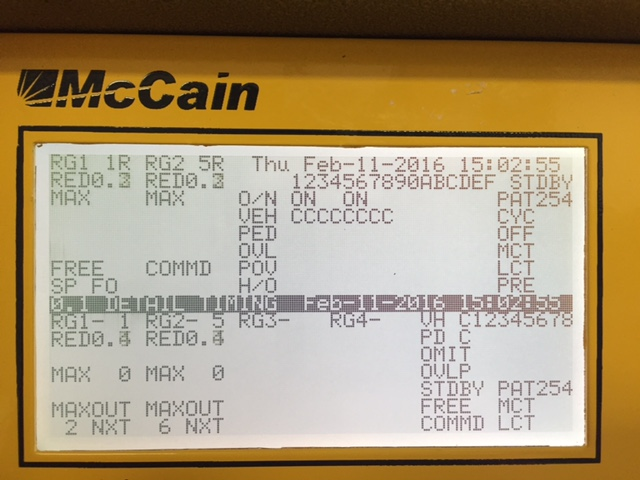 McCain
RG1 1R RG2 5R Thu Feb-11-2016 15:02:55
RED0.3 RED0.3 1234567890ABCDEF STDBY
MAX MAX O/N ON ON PAT254
VEH CCCCCCCC CYC
PED OFF
OVL MCT
FREE COMMD POV LCT
SP FO H/O PRE
0.1 DETAIL TIMING Feb-11-2016 15:02:55
RG1- 1 RG2- 5 RG3- RG4- VH C12345678
RED0.4 RED0.4 PD C
OMIT
MAX 0 MAX 0 OVLP
STDBY PAT254
MAXOUT MAXOUT FREE MCT
2 NXT 6 NXT COMMD LCT